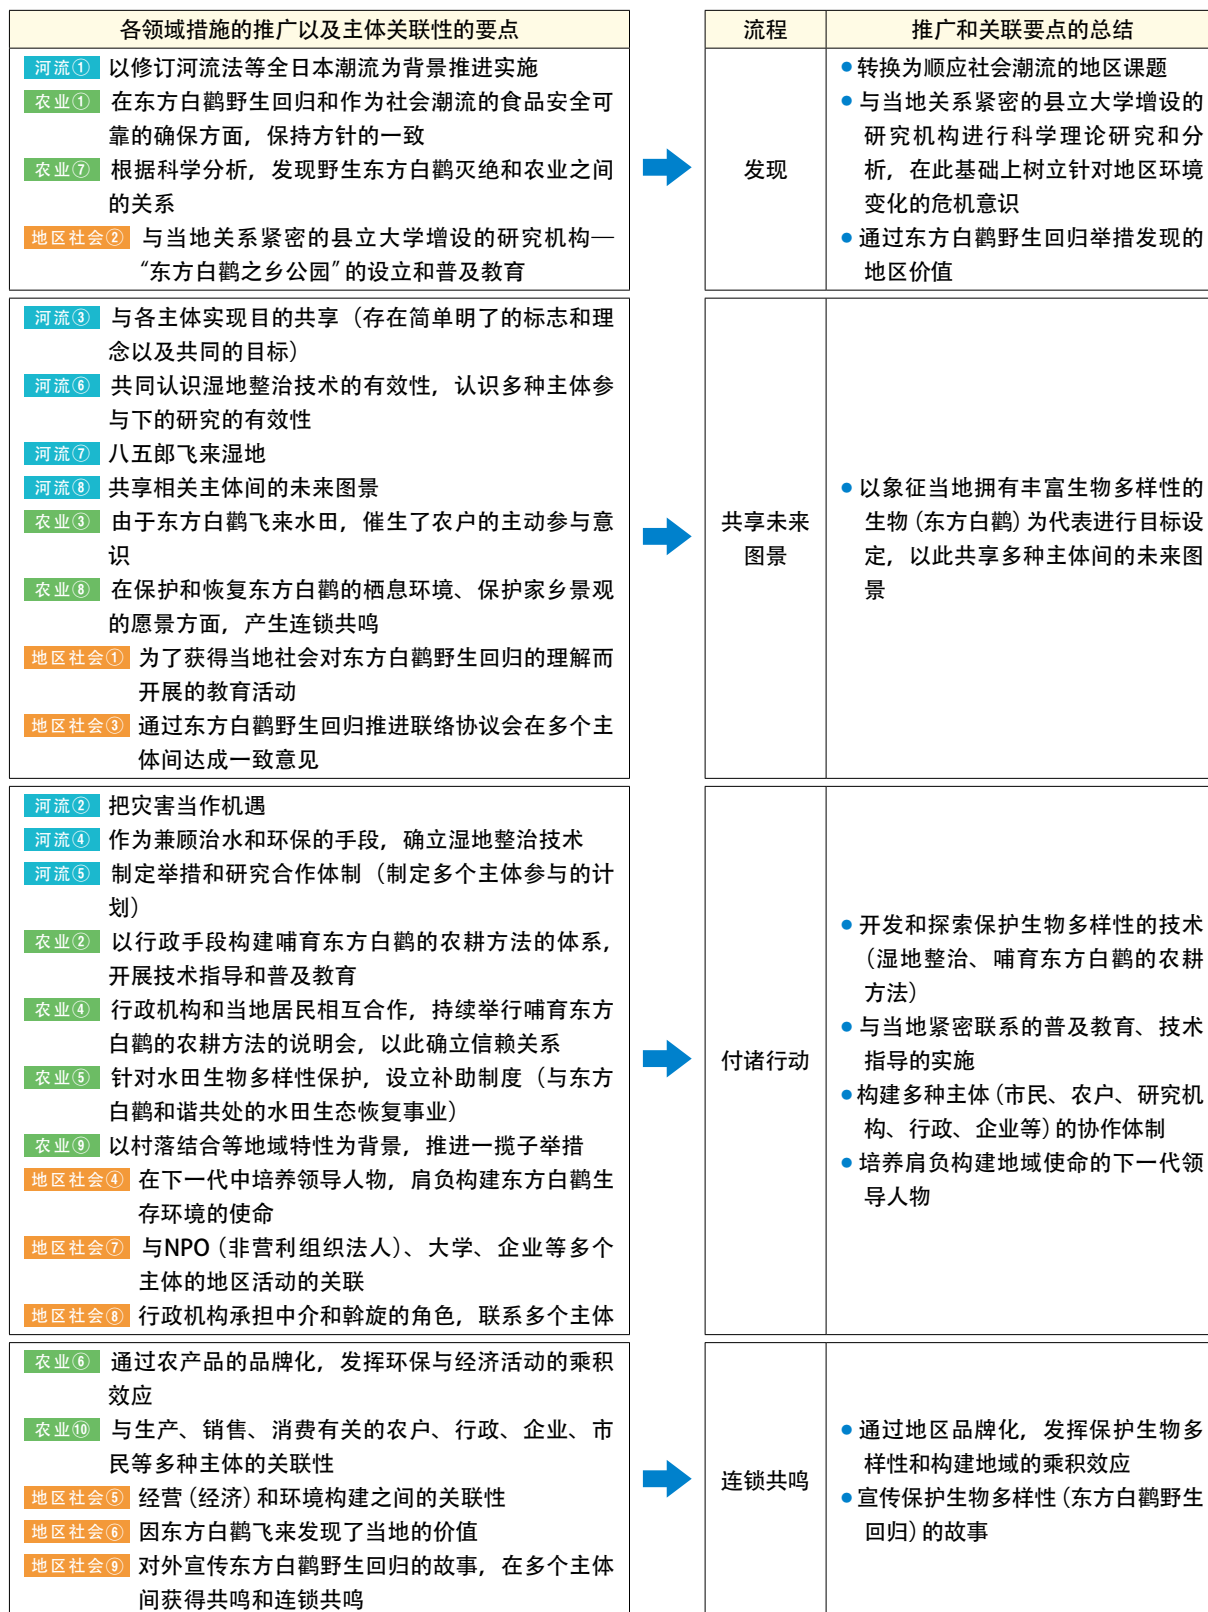 各领域措施的推广以及主体关联性的要点
河流① 以修订河流法等全日本潮流为背景推进实施
农业① 在东方白鹳野生回归和作为社会潮流的食品安全可
靠的确保方面，保持方针的一致
农业⑦ 根据科学分析，发现野生东方白鹳灭绝和农业之间
的关系
地区社会② 与当地关系紧密的县立大学增设的研究机构—
“东方白鹳之乡公园”的设立和普及教育
流程
推广和关联要点的总结
发现
● 转换为顺应社会潮流的地区课题
● 与当地关系紧密的县立大学增设的
研究机构进行科学理论研究和分
析，在此基础上树立针对地区环境
变化的危机意识
● 通过东方白鹳野生回归举措发现的
地区价值
河流③ 与各主体实现目的共享（存在简单明了的标志和理
念以及共同的目标）
河流⑥ 共同认识湿地整治技术的有效性，认识多种主体参
与下的研究的有效性
河流⑦ 八五郎飞来湿地
河流⑧ 共享相关主体间的未来图景
农业③ 由于东方白鹳飞来水田，催生了农户的主动参与意
识
农业⑧ 在保护和恢复东方白鹳的栖息环境、保护家乡景观
的愿景方面，产生连锁共鸣
地区社会① 为了获得当地社会对东方白鹳野生回归的理解而
开展的教育活动
地区社会③ 通过东方白鹳野生回归推进联络协议会在多个主
体间达成一致意见
共享未来
图景
● 以象征当地拥有丰富生物多样性的
生物（东方白鹳）为代表进行目标设
定，以此共享多种主体间的未来图
景
河流② 把灾害当作机遇
河流④ 作为兼顾治水和环保的手段，确立湿地整治技术
河流⑤ 制定举措和研究合作体制（制定多个主体参与的计
划）
农业② 以行政手段构建哺育东方白鹳的农耕方法的体系，
开展技术指导和普及教育
农业④ 行政机构和当地居民相互合作，持续举行哺育东方
白鹳的农耕方法的说明会，以此确立信赖关系
农业⑤ 针对水田生物多样性保护，设立补助制度（与东方
白鹳和谐共处的水田生态恢复事业）
农业⑨ 以村落结合等地域特性为背景，推进一揽子举措
地区社会④ 在下一代中培养领导人物，肩负构建东方白鹳生
存环境的使命
地区社会⑦ 与NPO（非营利组织法人）、大学、企业等多个
主体的地区活动的关联
地区社会⑧ 行政机构承担中介和斡旋的角色，联系多个主体
付诸行动
● 开发和探索保护生物多样性的技术
（湿地整治、哺育东方白鹳的农耕
方法）
● 与当地紧密联系的普及教育、技术
指导的实施
● 构建多种主体（市民、农户、研究机
构、行政、企业等）的协作体制
● 培养肩负构建地域使命的下一代领
导人物
农业⑥ 通过农产品的品牌化，发挥环保与经济活动的乘积
效应
农业⑩ 与生产、销售、消费有关的农户、行政、企业、市
民等多种主体的关联性
地区社会⑤ 经营（经济）和环境构建之间的关联性
地区社会⑥ 因东方白鹳飞来发现了当地的价值
地区社会⑨ 对外宣传东方白鹳野生回归的故事，在多个主体
间获得共鸣和连锁共鸣
连锁共鸣
● 通过地区品牌化，发挥保护生物多
样性和构建地域的乘积效应
● 宣传保护生物多样性（东方白鹳野生
回归）的故事